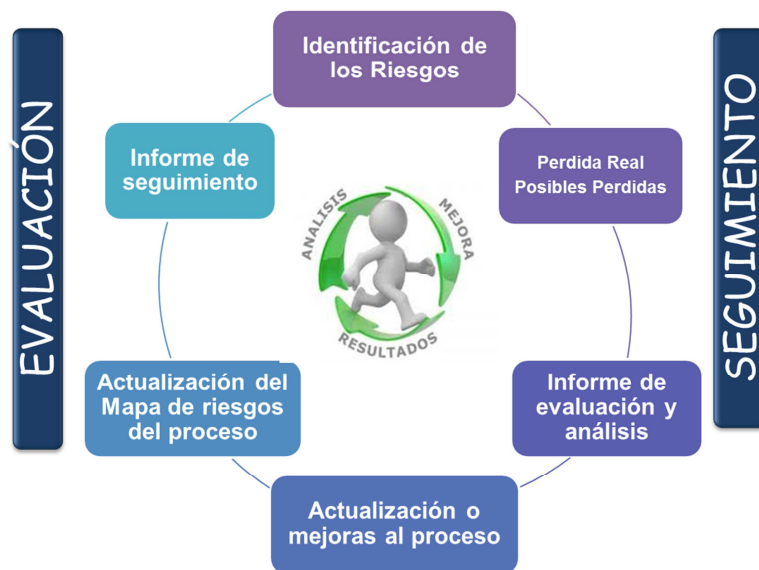 EVALUACIÓN
Identificación de
los Riesgos
Perdida Real
Posibles Perdidas
Informe de
evaluación y
análisis
Actualización o
mejoras al proceso
Actualización del
Mapa de riesgos
del proceso
Informe de
seguimiento
ANALISIS
MEJORA
RESULTADOS
SEGUIMIENTO